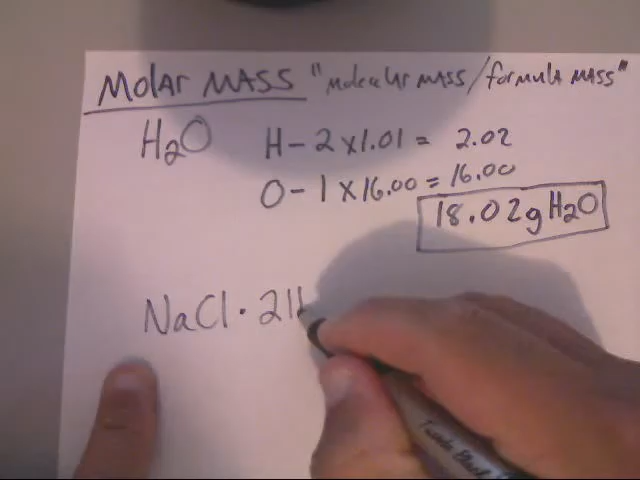 MolAr MASS "molecular MASS/formula MASS"
H₂O H - 2 x 1.01 = 2.02
O - 1 x 16.00 = 16.00
18.02g H₂O
NaCl · 2H